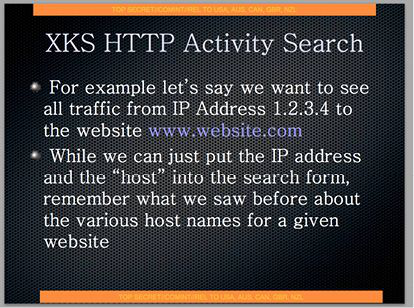 TOP SECRET//COMINT//REL TO USA, AUS, CAN, GBR, NZL
XKS HTTP Activity Search
For example let's say we want to see
all traffic from IP Address 1.2.3.4 to
the website www.website.com
While we can just put the IP address
and the “host” into the search form,
remember what we saw before about
the various host names for a given
website
TOP SECRET//COMINT//REL TO USA, AUS, CAN, GBR, NZL